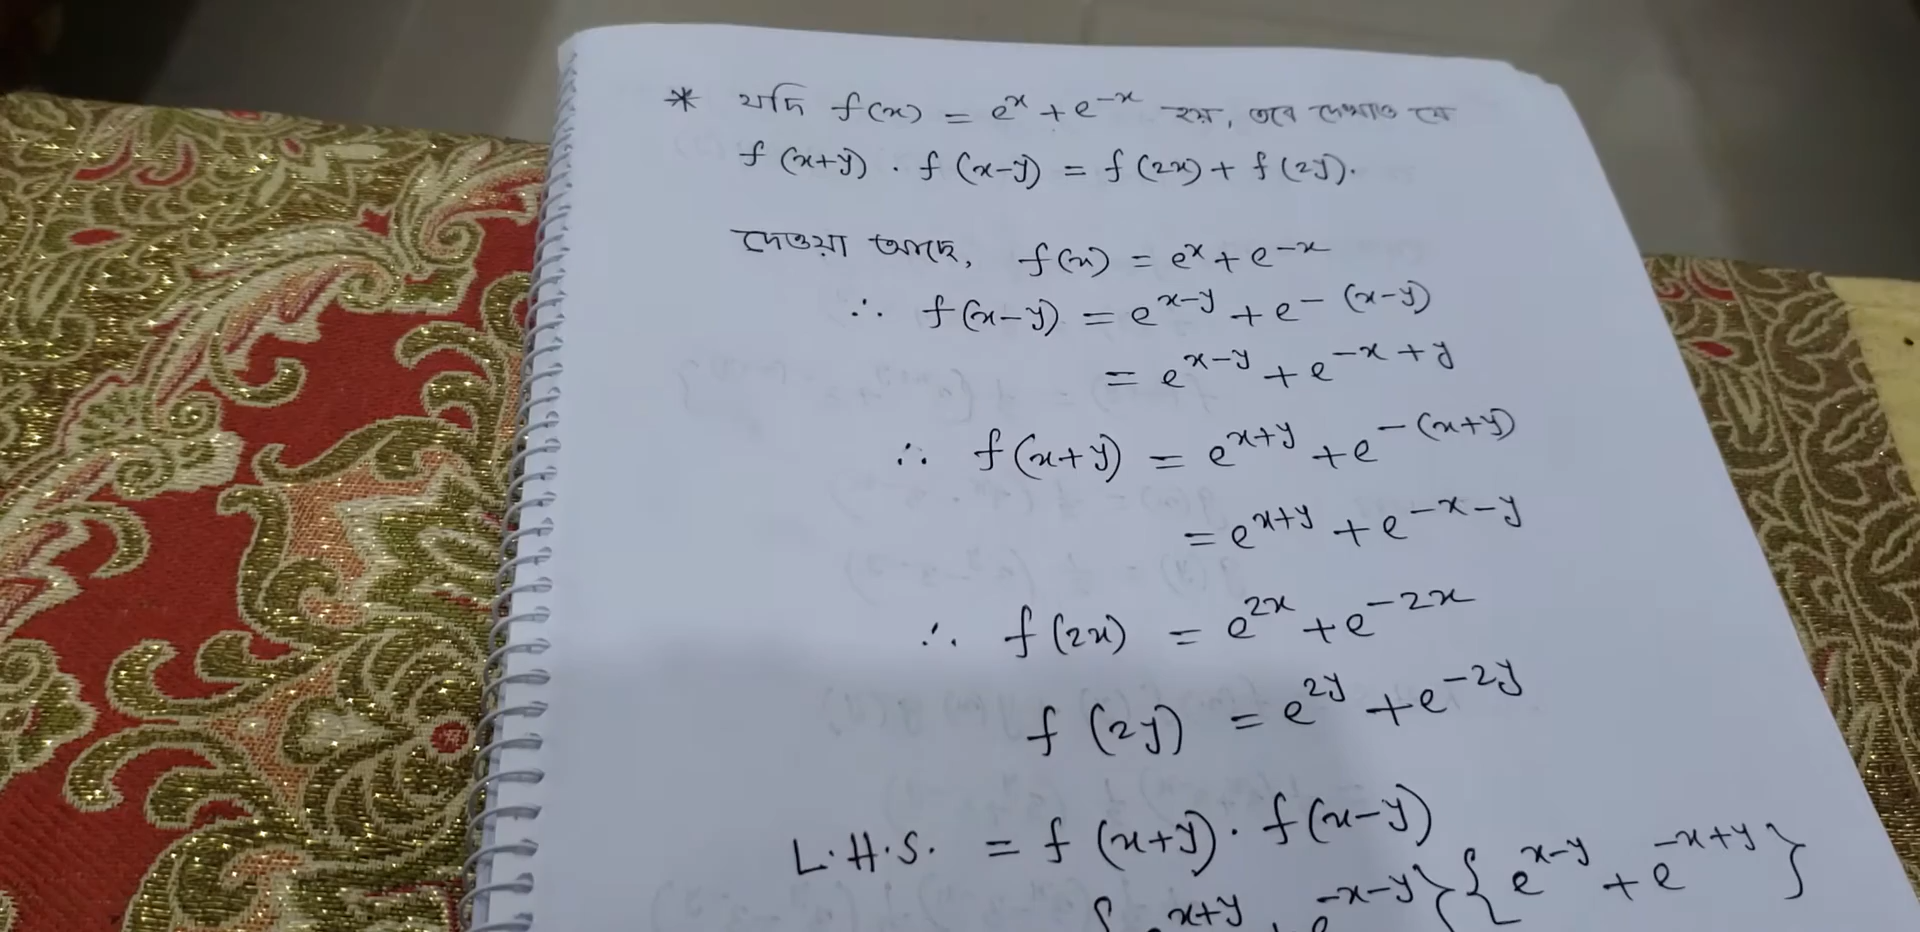 * যদি f(x) = e^x + e^-x হয়, তবে দেখাও যে
f(x+y) . f(x-y) = f(2x) + f(2y).
দেওয়া আছে, f(x) = e^x + e^-x
∴ f(x-y) = e^x-y + e^-(x-y)
= e^x-y + e^-x+y
∴ f(x+y) = e^x+y + e^-(x+y)
= e^x+y + e^-x-y
∴ f(2x) = e^2x + e^-2x
f(2y) = e^2y + e^-2y
L.H.S. = f(x+y) . f(x-y)
{e^x+y + e^-x-y}{e^x-y + e^-x+y}